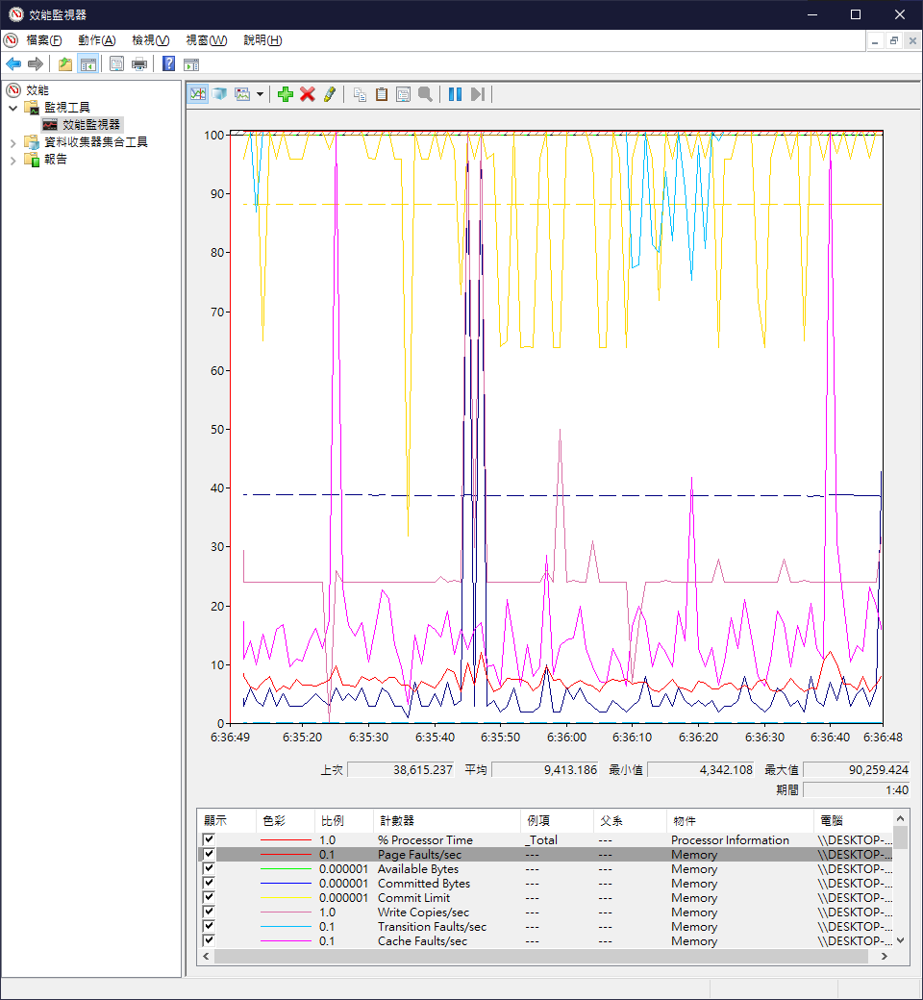 效能監視器
檔案(F) 動作(A) 檢視(V) 視窗(W) 說明(H)
效能
監視工具
效能監視器
資料收集器集合工具
報告
100
90
80
70
60
50
40
30
20
10
0
6:36:49 6:35:20 6:35:30 6:35:40 6:35:50 6:36:00 6:36:10 6:36:20 6:36:30 6:36:40 6:36:48
上次 38,615.237 平均 9,413.186 最小值 4,342.108 最大值 90,259.424
期間 1:40
顯示 色彩 比例 計數器 例項 父系 物件 電腦
1.0 % Processor Time _Total --- Processor Information \\DESKTOP-...
0.1 Page Faults/sec --- --- Memory \\DESKTOP-...
0.000001 Available Bytes --- --- Memory \\DESKTOP-...
0.000001 Committed Bytes --- --- Memory \\DESKTOP-...
0.000001 Commit Limit --- --- Memory \\DESKTOP-...
1.0 Write Copies/sec --- --- Memory \\DESKTOP-...
0.1 Transition Faults/sec --- --- Memory \\DESKTOP-...
0.1 Cache Faults/sec --- --- Memory \\DESKTOP-...